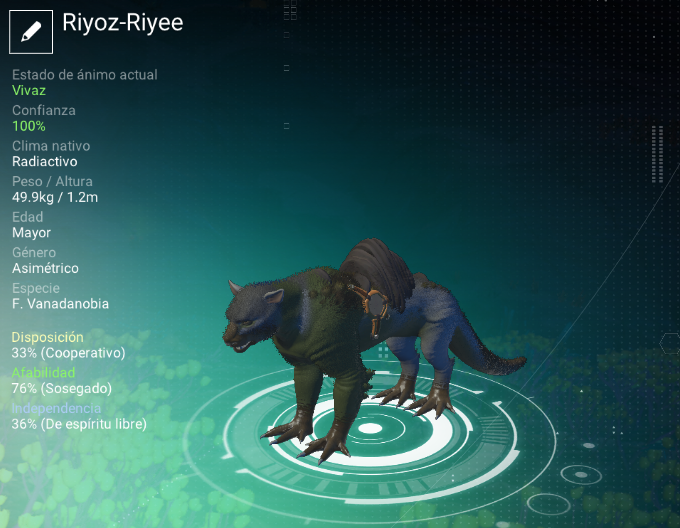 Riyoz-Riyee
Estado de ánimo actual
Vivaz
Confianza
100%
Clima nativo
Radiactivo
Peso / Altura
49.9kg / 1.2m
Edad
Mayor
Género
Asimétrico
Especie
F. Vanadanobia
Disposición
33% (Cooperativo)
Afabilidad
76% (Sosegado)
Independencia
36% (De espíritu libre)